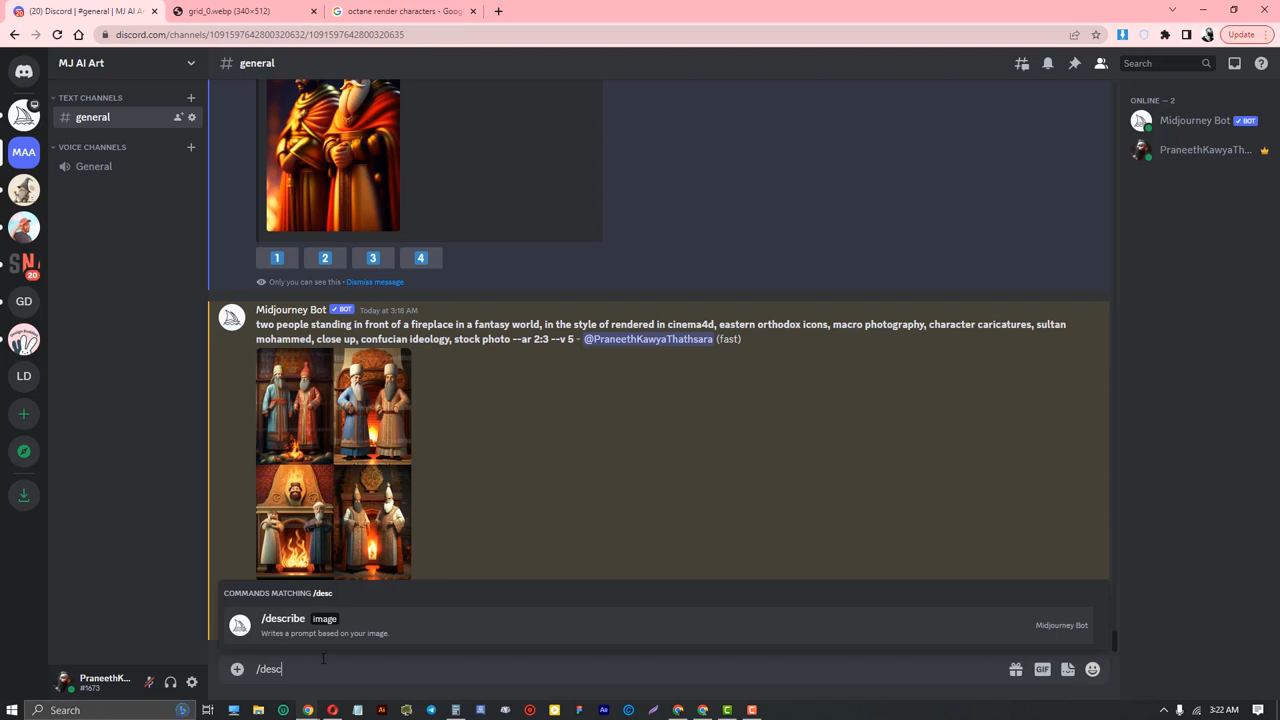 (20) Discord | #general | MJ AI Ar
grid_0.webp (340×512)
octane render characters - Goog
discord.com/channels/1091597642800320632/1091597642800320635
Update
MJ AI Art
# general
Search
TEXT CHANNELS
# general
VOICE CHANNELS
General
MAA
20
GD
LD
1 2 3 4
Only you can see this • Dismiss message
Midjourney Bot ✓ BOT Today at 3:18 AM
two people standing in front of a fireplace in a fantasy world, in the style of rendered in cinema4d, eastern orthodox icons, macro photography, character caricatures, sultan
mohammed, close up, confucian ideology, stock photo --ar 2:3 --v 5 - @PraneethKawyaThathsara (fast)
COMMANDS MATCHING /desc
/describe image
Writes a prompt based on your image.
Midjourney Bot
/desc
GIF
ONLINE — 2
Midjourney Bot ✓ BOT
PraneethKawyaTh...
PraneethK...
#1673
Search
3:22 AM